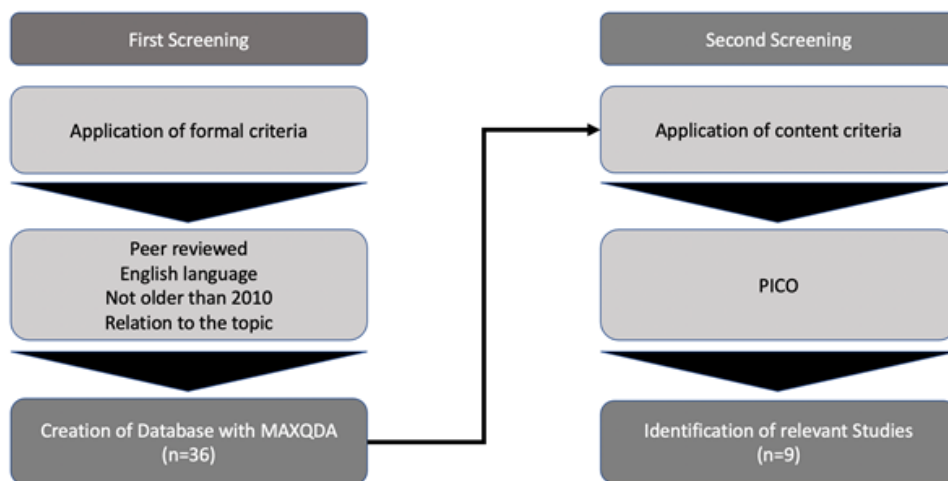 First Screening
Application of formal criteria
Peer reviewed
English language
Not older than 2010
Relation to the topic
Creation of Database with MAXQDA
(n=36)
Second Screening
Application of content criteria
PICO
Identification of relevant Studies
(n=9)